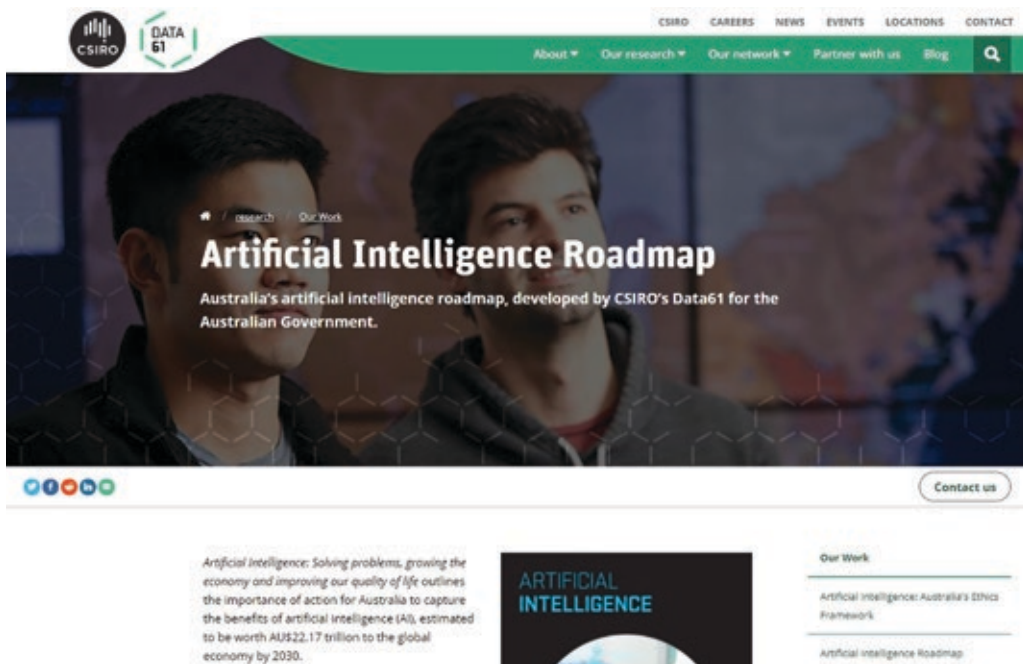 CSIRO
DATA
61
CSIRO CAREERS NEWS EVENTS LOCATIONS CONTACT
About Our research Our network Partner with us Blog
/ research / Our Work
Artificial Intelligence Roadmap
Australia's artificial intelligence roadmap, developed by CSIRO's Data61 for the
Australian Government.
Contact us
Artificial Intelligence: Solving problems, growing the
economy and improving our quality of life outlines
the importance of action for Australia to capture
the benefits of artificial intelligence (AI), estimated
to be worth AU$22.17 trillion to the global
economy by 2030.
ARTIFICIAL
INTELLIGENCE
Our Work
Artificial Intelligence: Australia's Ethics
Framework
Artificial Intelligence Roadmap